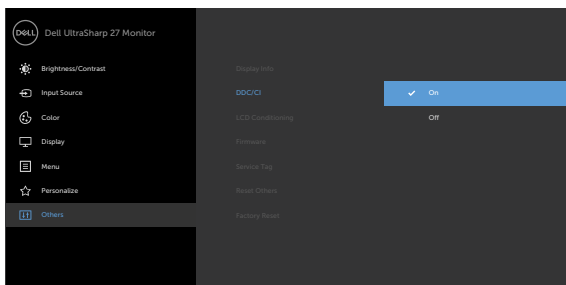 DELL
Dell UltraSharp 27 Monitor
Brightness/Contrast
Display Info
Input Source
DDC/CI
On
Color
LCD Conditioning
Off
Display
Firmware
Menu
Service Tag
Personalize
Reset Others
Others
Factory Reset